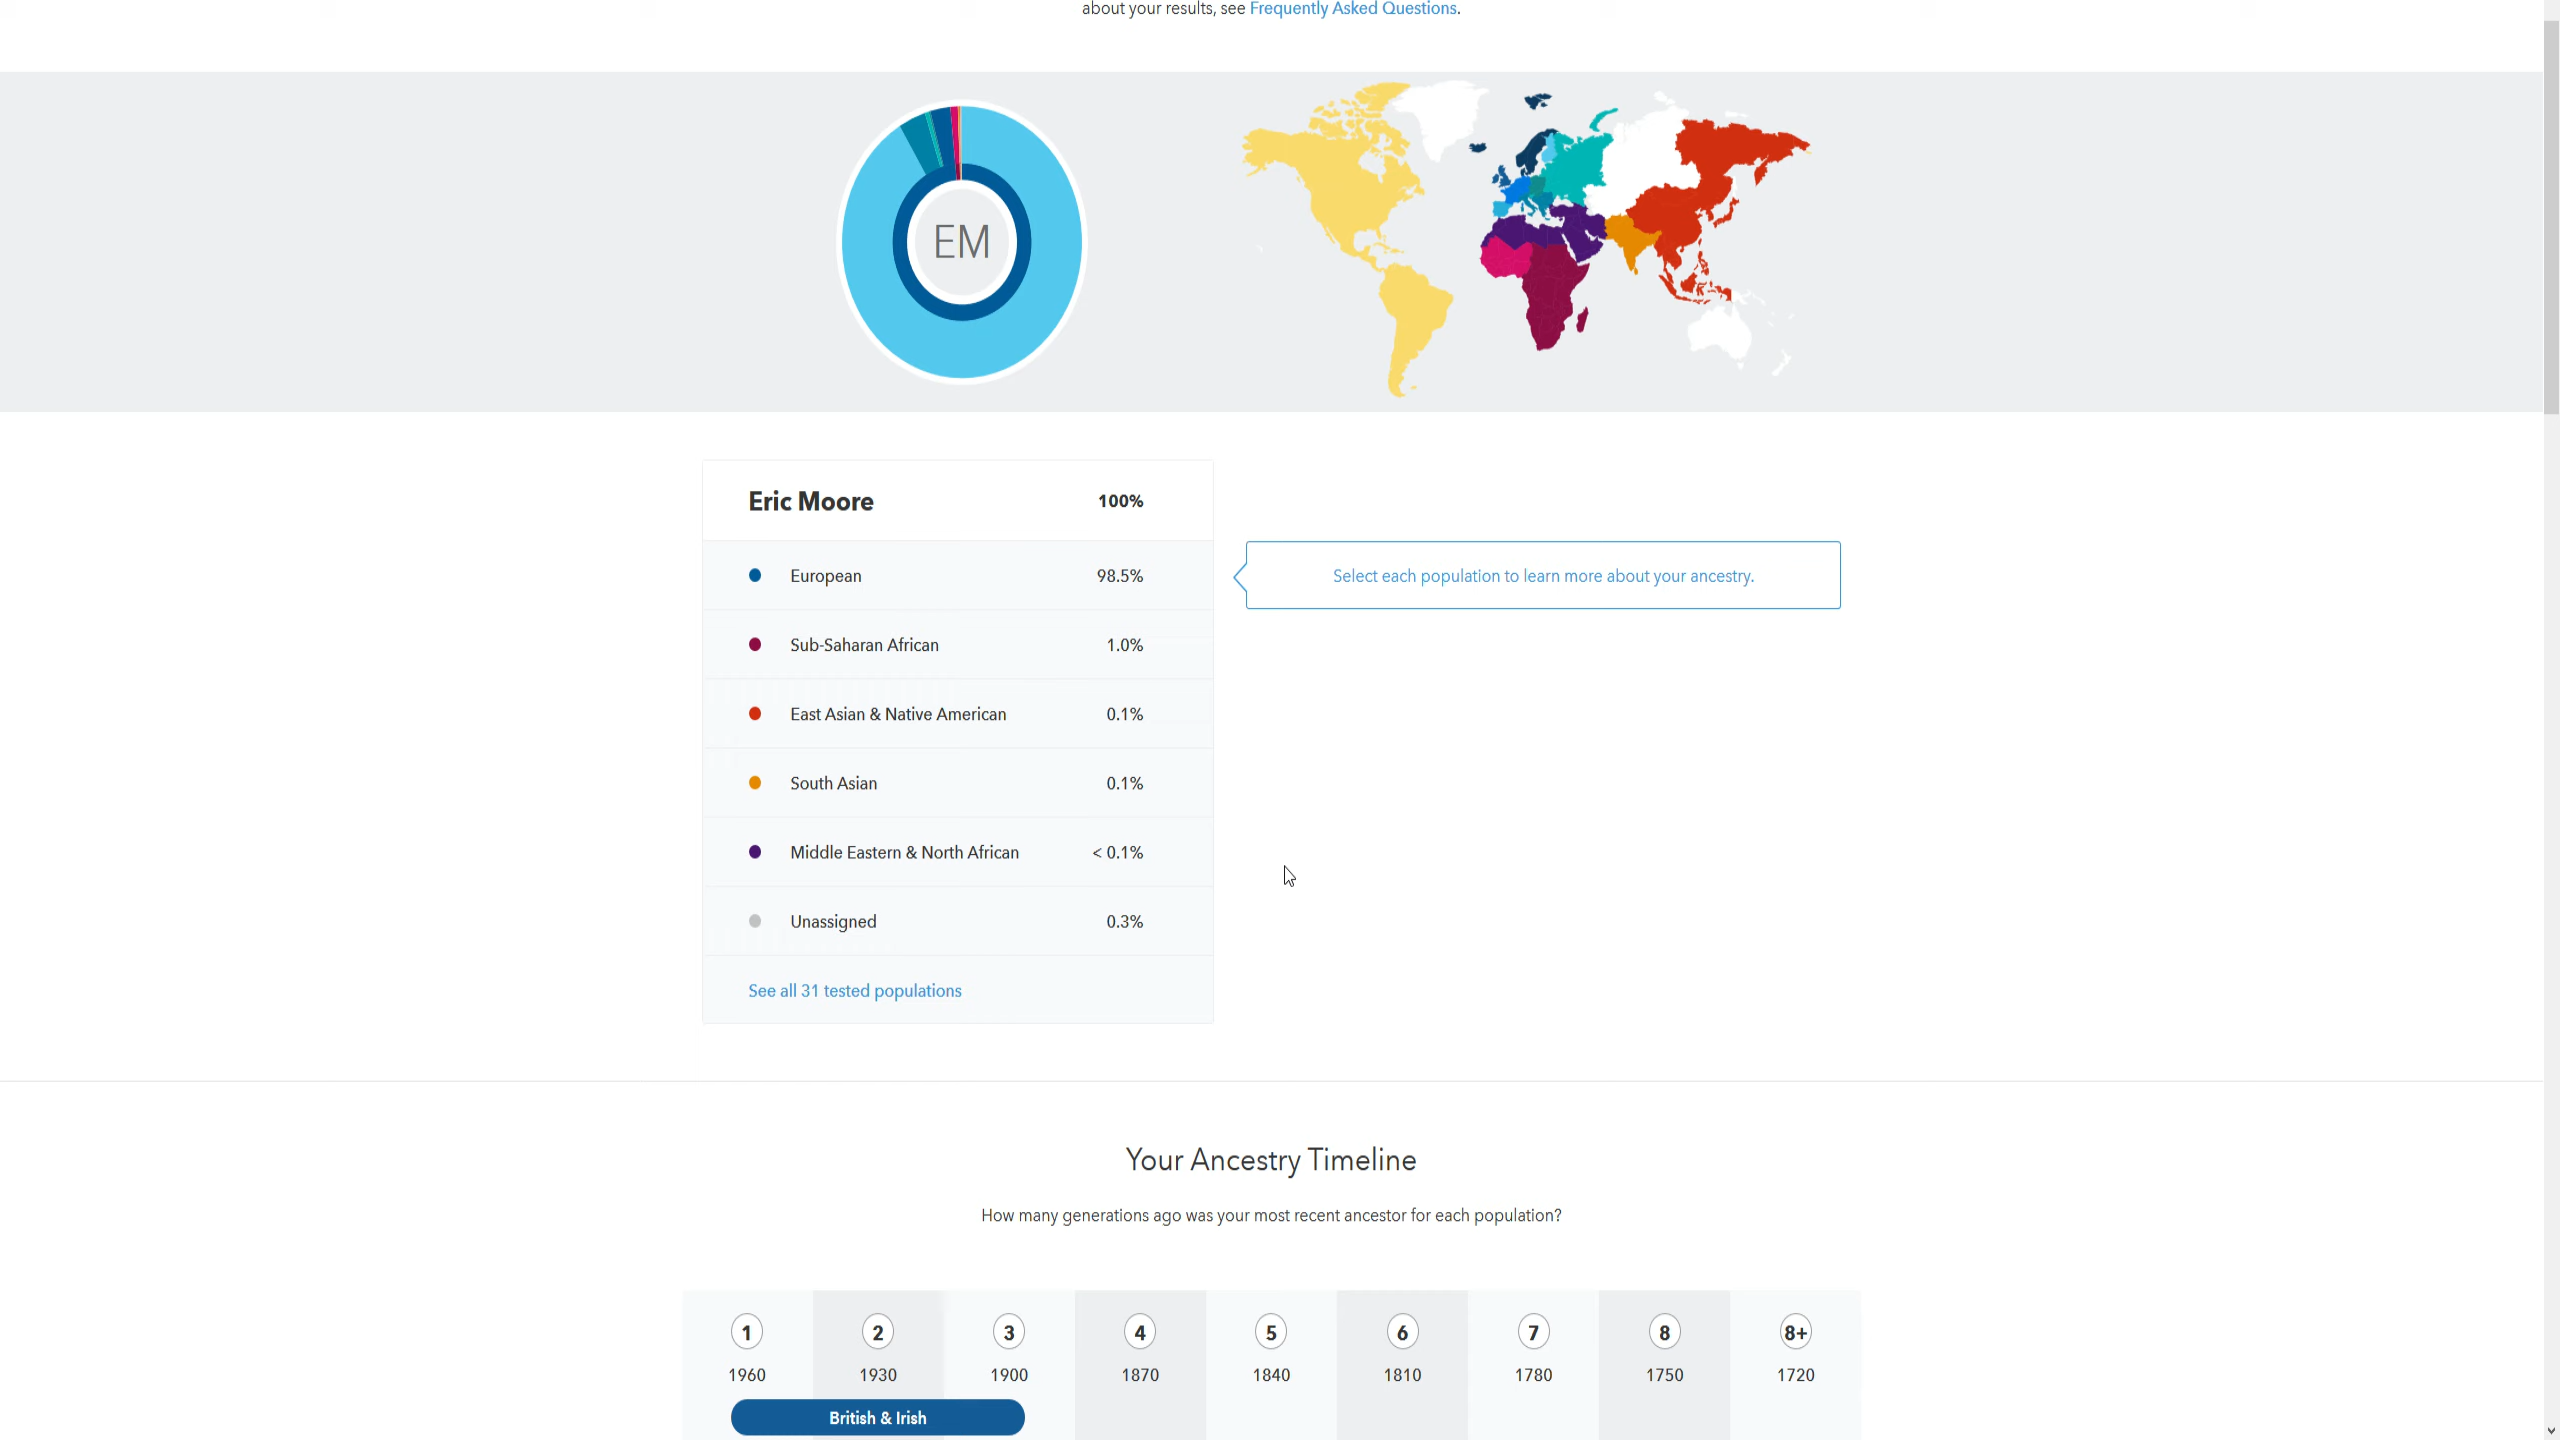 about your results, see Frequently Asked Questions.
EM
Eric Moore 100%
European 98.5%
Select each population to learn more about your ancestry.
Sub-Saharan African 1.0%
East Asian & Native American 0.1%
South Asian 0.1%
Middle Eastern & North African < 0.1%
Unassigned 0.3%
See all 31 tested populations
Your Ancestry Timeline
How many generations ago was your most recent ancestor for each population?
1 2 3 4 5 6 7 8 8+
1960 1930 1900 1870 1840 1810 1780 1750 1720
British & Irish